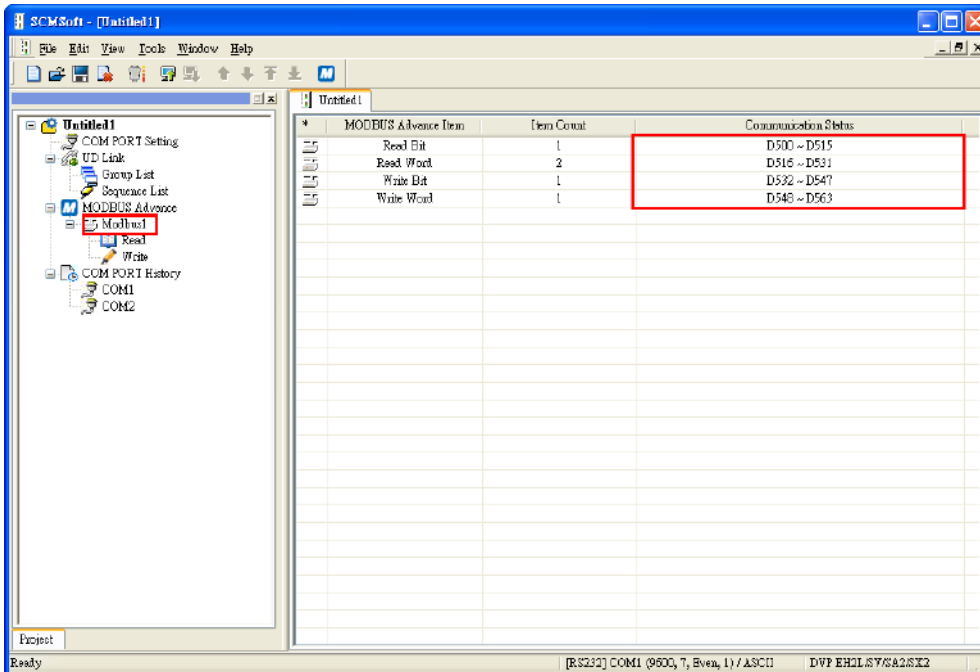 SCMSoft - [Untitled1]
File Edit View Tools Window Help
Untitled1
COM PORT Setting
UD Link
Group List
Sequence List
MODBUS Advance
Modbus1
Read
Write
COM PORT History
COM1
COM2
Project
Untitled1
* MODBUS Advance Item Item Count Communication Status
Read Bit 1 D500 ~ D515
Read Word 2 D516 ~ D531
Write Bit 1 D532 ~ D547
Write Word 1 D548 ~ D563
Ready [RS232] COM1 (9600, 7, Even, 1) / ASCII DVP EH2L/SV/SA2/SX2